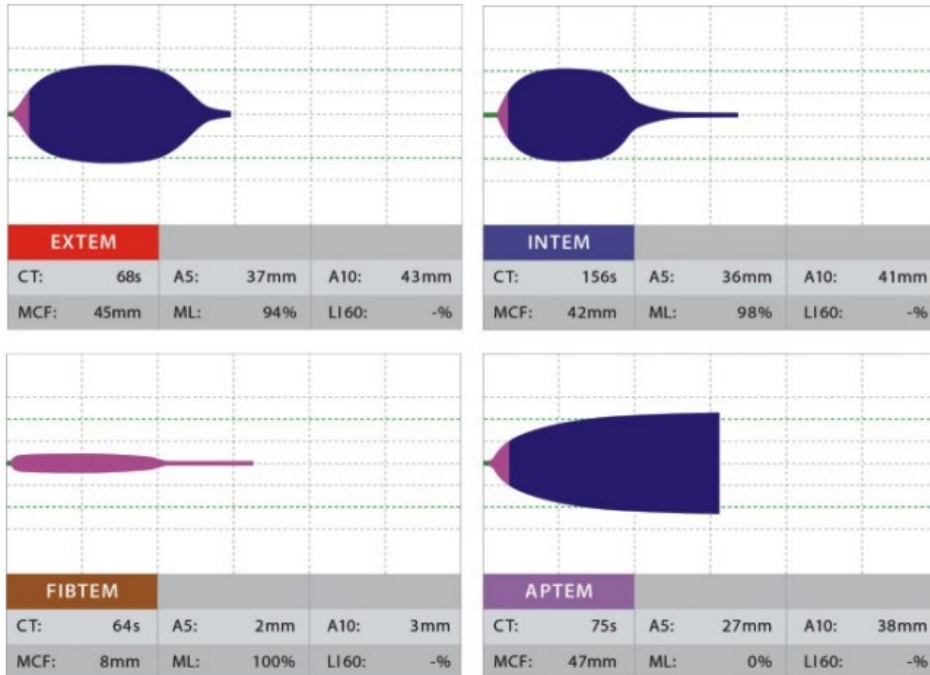 EXTEM
CT: 68s A5: 37mm A10: 43mm
MCF: 45mm ML: 94% LI60: -%
INTEM
CT: 156s A5: 36mm A10: 41mm
MCF: 42mm ML: 98% LI60: -%
FIBTEM
CT: 64s A5: 2mm A10: 3mm
MCF: 8mm ML: 100% LI60: -%
APTEM
CT: 75s A5: 27mm A10: 38mm
MCF: 47mm ML: 0% LI60: -%